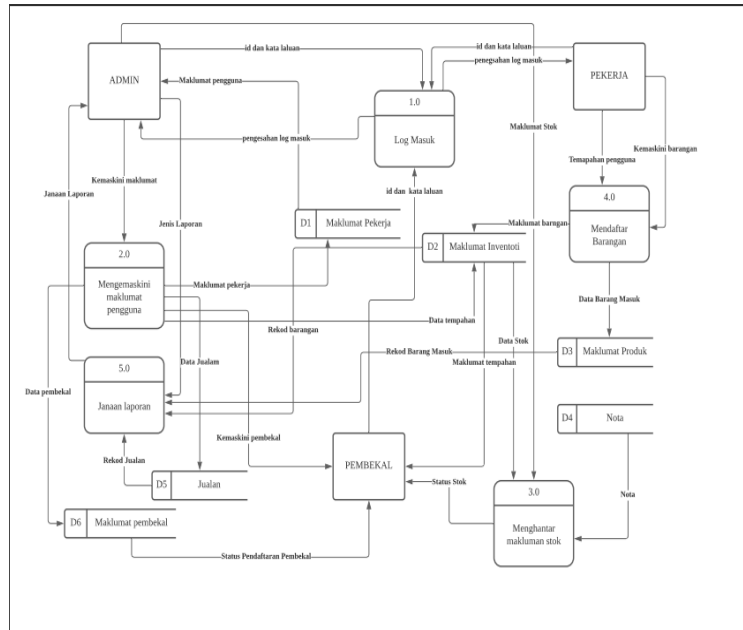 id dan kata laluan
id dan kata laluan
penegsahan log masuk
ADMIN
Maklumat pengguna
PEKERJA
1.0
Log Masuk
Maklumat Stok
pengesahan log masuk
Kemaskini barangan
Temapahan pengguna
Kemaskini maklumat
id dan kata laluan
Janaan Laporan
4.0
Mendaftar
Barangan
Jenis Laporan
D1
Maklumat Pekerja
Maklumat barngan
D2
Maklumat Inventoti
2.0
Mengemaskini
maklumat
pengguna
Maklumat pekerja
Data Barang Masuk
Data tempahan
Rekod barangan
Data Stok
Rekod Barang Masuk
D3
Maklumat Produk
Data Jualam
Maklumat tempahan
5.0
Janaan laporan
Data pembekal
D4
Nota
Kemaskini pembekal
Rekod Jualan
PEMBEKAL
D5
Jualan
Status Stok
3.0
Menghantar
makluman stok
Nota
D6
Maklumat pembekal
Status Pendaftaran Pembekal